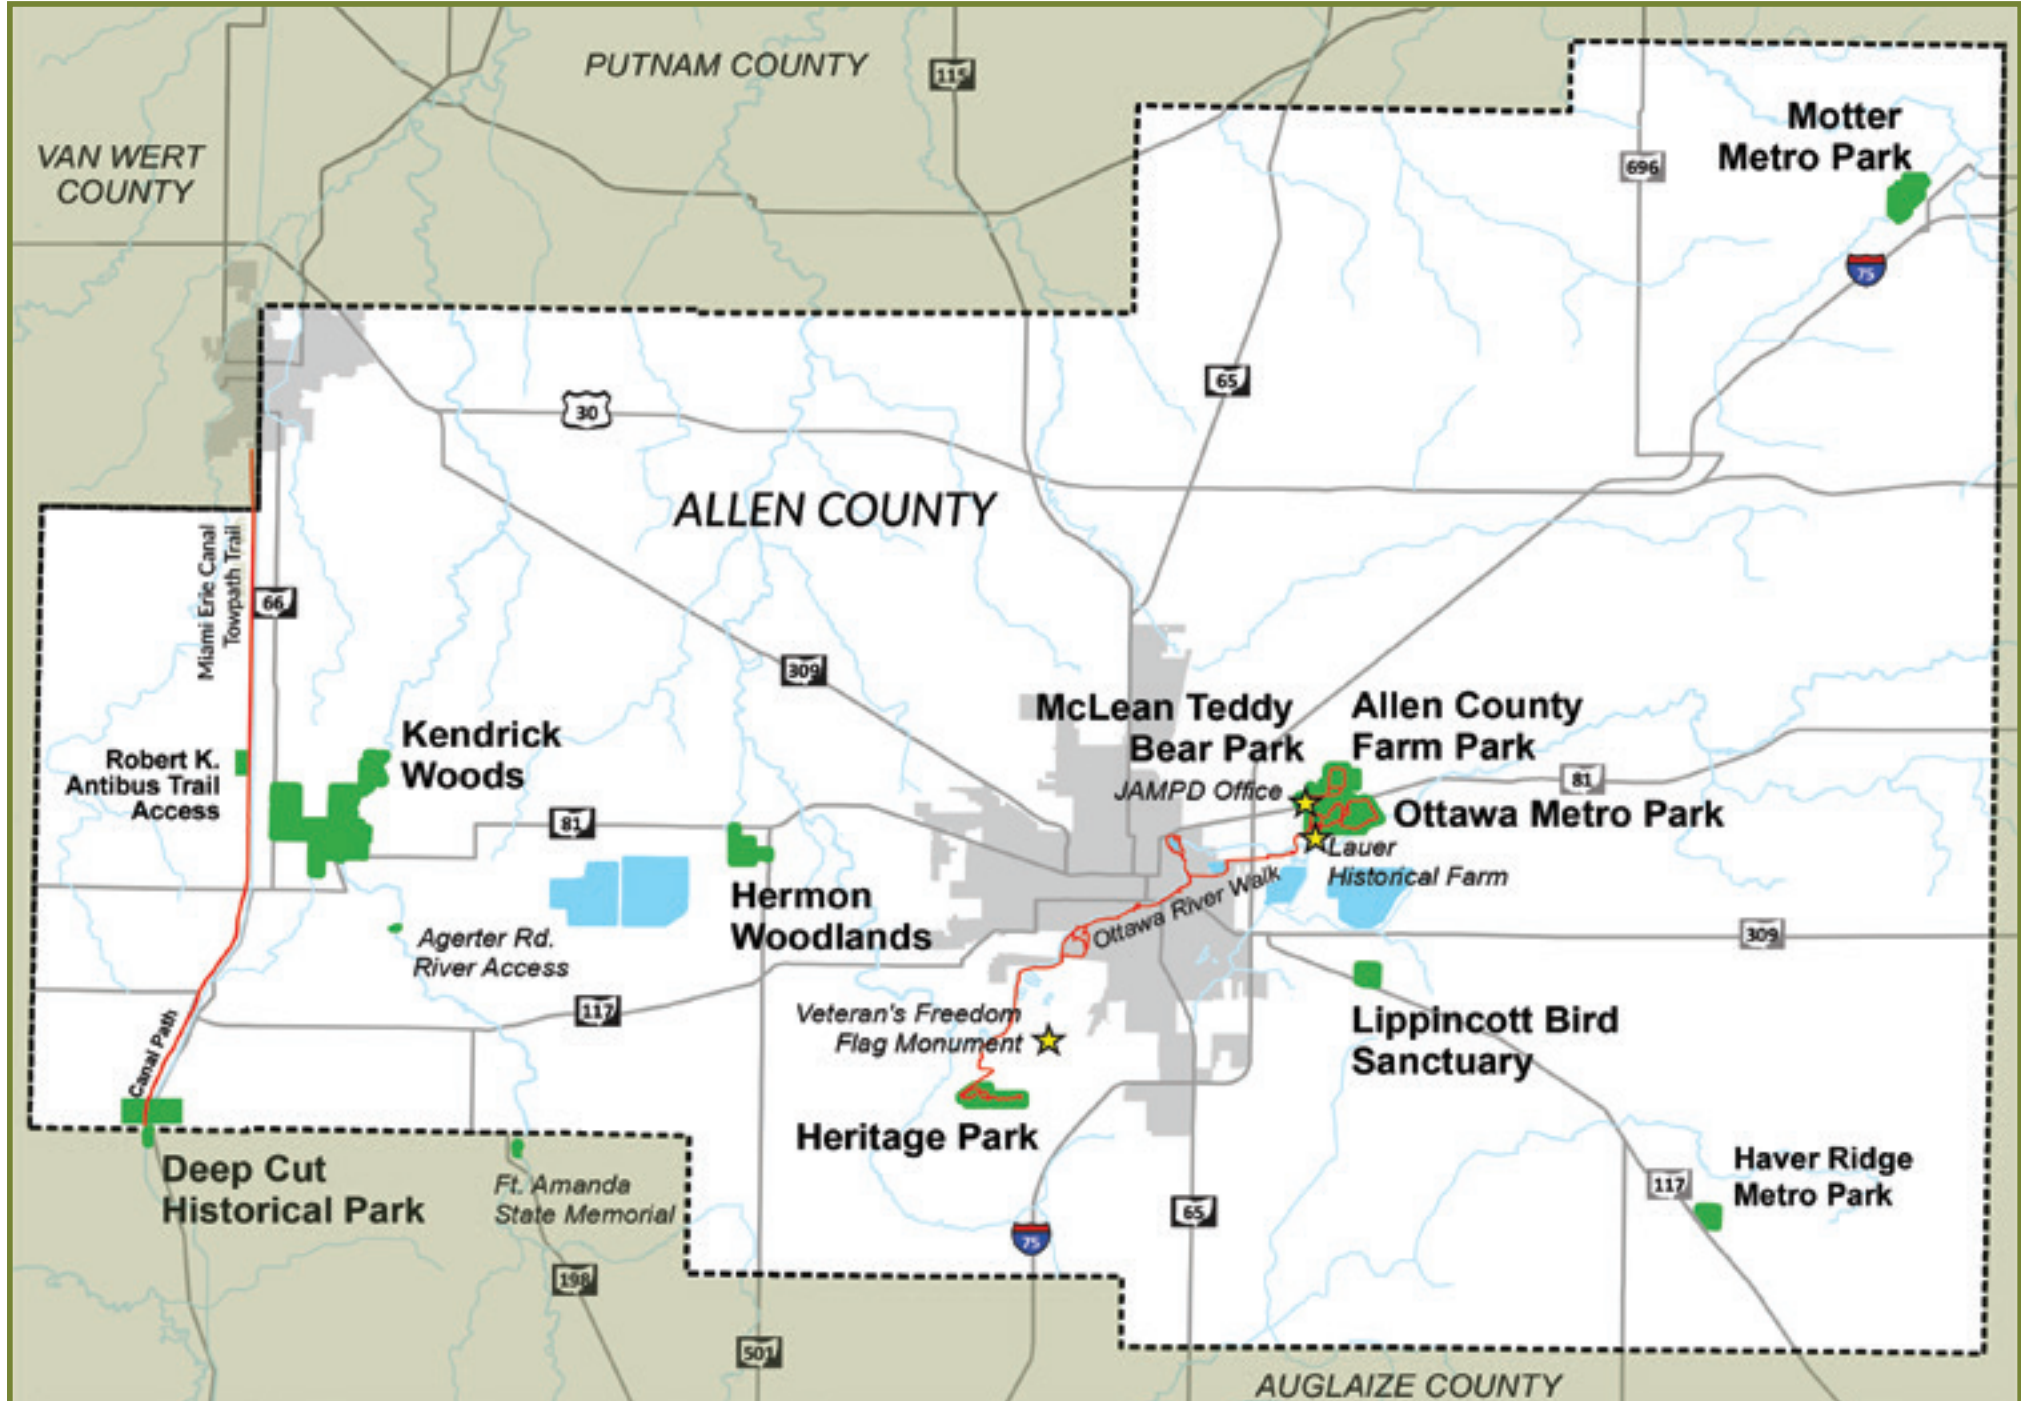 PUTNAM COUNTY
115
VAN WERT
COUNTY
Motter
Metro Park
696
75
65
30
ALLEN COUNTY
Miami Erie Canal
Towpath Trail
66
309
Kendrick
Woods
Robert K.
Antibus Trail
Access
McLean Teddy
Bear Park
JAMPD Office
Allen County
Farm Park
81
Ottawa Metro Park
81
Lauer
Historical Farm
Hermon
Woodlands
Ottawa River Walk
309
Agerter Rd.
River Access
117
Veteran's Freedom
Flag Monument
Lippincott Bird
Sanctuary
Canal Path
Heritage Park
Deep Cut
Historical Park
Ft. Amanda
State Memorial
Haver Ridge
Metro Park
117
65
75
198
501
AUGLAIZE COUNTY